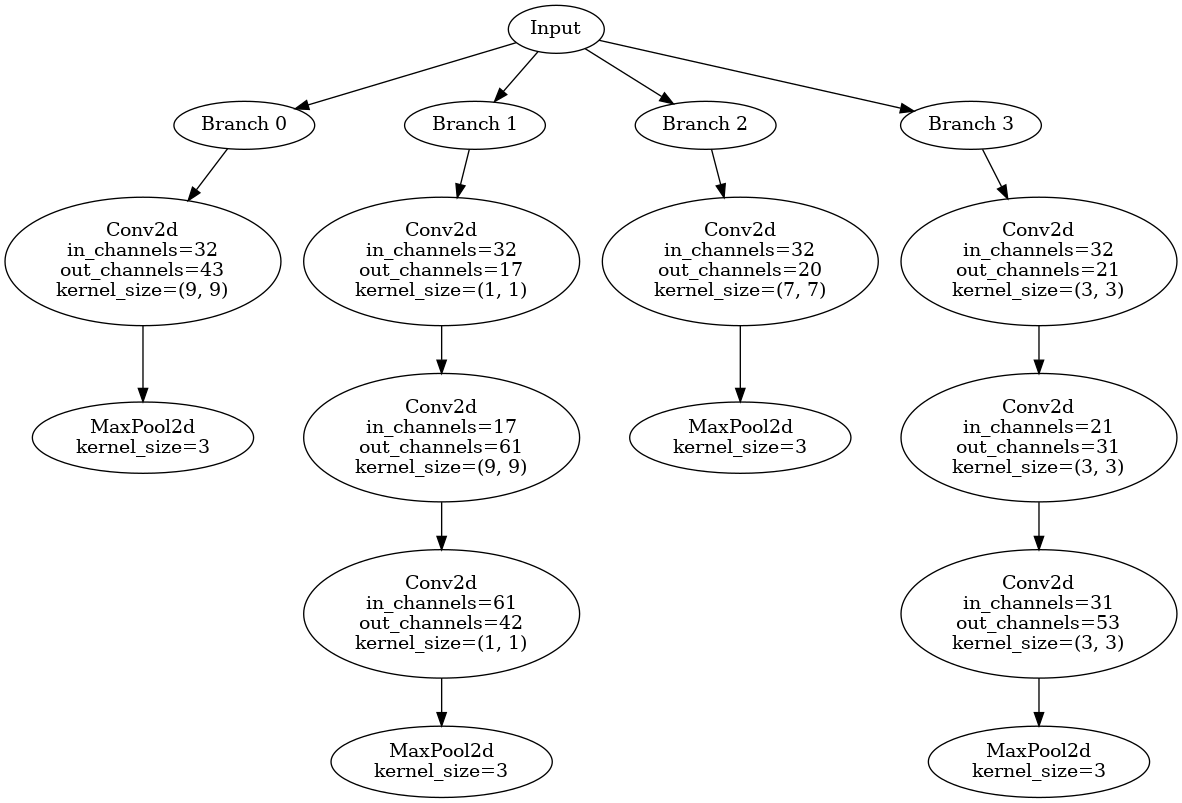 Input
Branch 0
Branch 1
Branch 2
Branch 3
Conv2d
in_channels=32
out_channels=43
kernel_size=(9, 9)
Conv2d
in_channels=32
out_channels=17
kernel_size=(1, 1)
Conv2d
in_channels=32
out_channels=20
kernel_size=(7, 7)
Conv2d
in_channels=32
out_channels=21
kernel_size=(3, 3)
MaxPool2d
kernel_size=3
Conv2d
in_channels=17
out_channels=61
kernel_size=(9, 9)
MaxPool2d
kernel_size=3
Conv2d
in_channels=21
out_channels=31
kernel_size=(3, 3)
Conv2d
in_channels=61
out_channels=42
kernel_size=(1, 1)
Conv2d
in_channels=31
out_channels=53
kernel_size=(3, 3)
MaxPool2d
kernel_size=3
MaxPool2d
kernel_size=3